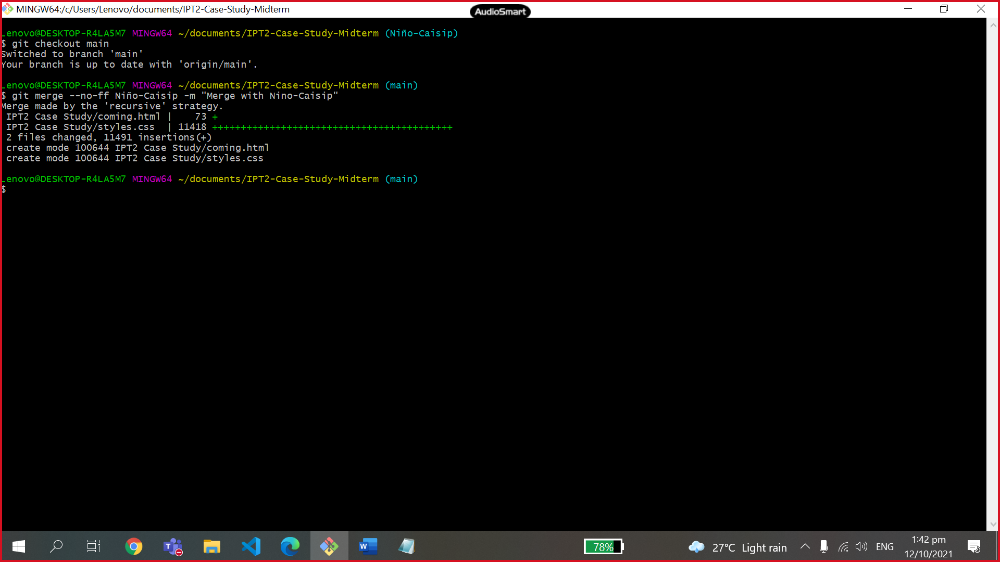 MINGW64:/c/Users/Lenovo/documents/IPT2-Case-Study-Midterm
AudioSmart
Lenovo@DESKTOP-R4LA5M7 MINGW64 ~/documents/IPT2-Case-Study-Midterm (Niño-Caisip)
$ git checkout main
Switched to branch 'main'
Your branch is up to date with 'origin/main'.
Lenovo@DESKTOP-R4LA5M7 MINGW64 ~/documents/IPT2-Case-Study-Midterm (main)
$ git merge --no-ff Niño-Caisip -m "Merge with Nino-Caisip"
Merge made by the 'recursive' strategy.
IPT2 Case Study/coming.html |    73 +
IPT2 Case Study/styles.css  | 11418 ++++++++++++++++++++++++++++++++++++++++++
2 files changed, 11491 insertions(+)
create mode 100644 IPT2 Case Study/coming.html
create mode 100644 IPT2 Case Study/styles.css
Lenovo@DESKTOP-R4LA5M7 MINGW64 ~/documents/IPT2-Case-Study-Midterm (main)
$
78%
27°C Light rain
ENG
1:42 pm
12/10/2021